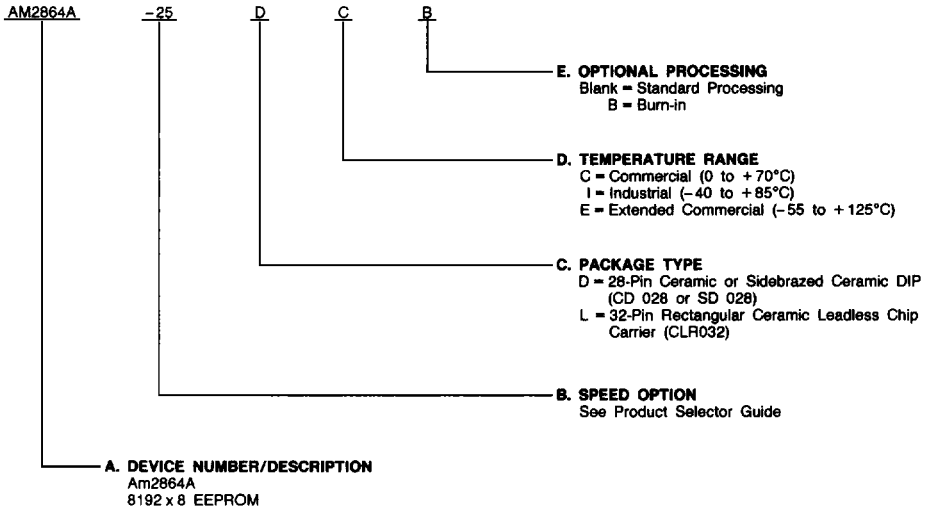 AM2864A -25 D C B
E. OPTIONAL PROCESSING
Blank = Standard Processing
B = Burn-in
D. TEMPERATURE RANGE
C = Commercial (0 to +70°C)
I = Industrial (-40 to +85°C)
E = Extended Commercial (-55 to +125°C)
C. PACKAGE TYPE
D = 28-Pin Ceramic or Sidebrazed Ceramic DIP
(CD 028 or SD 028)
L = 32-Pin Rectangular Ceramic Leadless Chip
Carrier (CLR032)
B. SPEED OPTION
See Product Selector Guide
A. DEVICE NUMBER/DESCRIPTION
Am2864A
8192 x 8 EEPROM